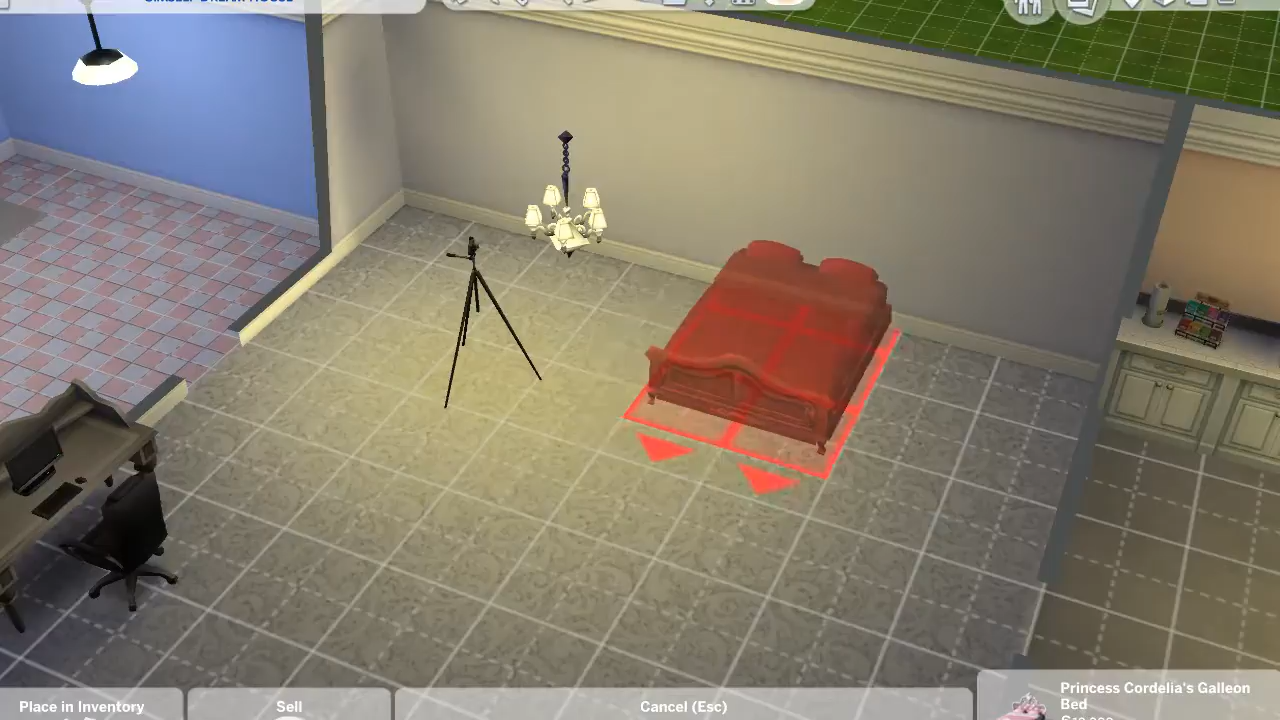 Place in Inventory
Sell
Cancel (Esc)
Princess Cordelia's Galleon
Bed